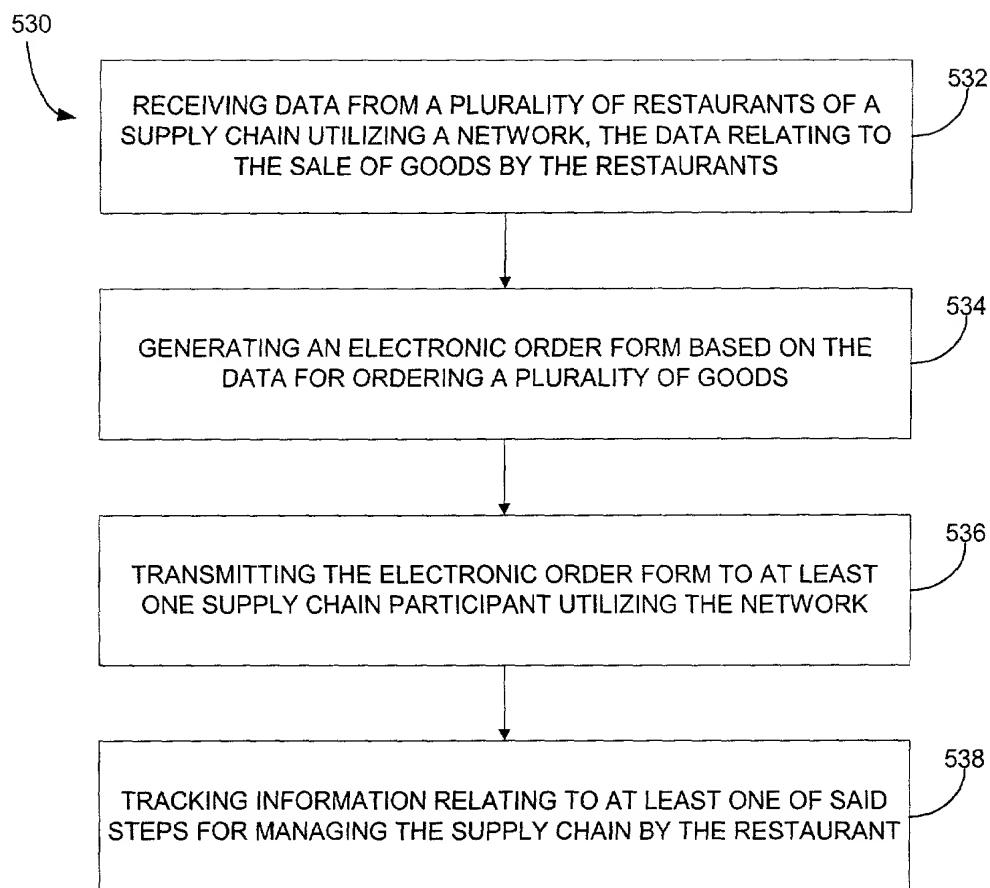 530
532
RECEIVING DATA FROM A PLURALITY OF RESTAURANTS OF A
SUPPLY CHAIN UTILIZING A NETWORK, THE DATA RELATING TO
THE SALE OF GOODS BY THE RESTAURANTS
534
GENERATING AN ELECTRONIC ORDER FORM BASED ON THE
DATA FOR ORDERING A PLURALITY OF GOODS
536
TRANSMITTING THE ELECTRONIC ORDER FORM TO AT LEAST
ONE SUPPLY CHAIN PARTICIPANT UTILIZING THE NETWORK
538
TRACKING INFORMATION RELATING TO AT LEAST ONE OF SAID
STEPS FOR MANAGING THE SUPPLY CHAIN BY THE RESTAURANT